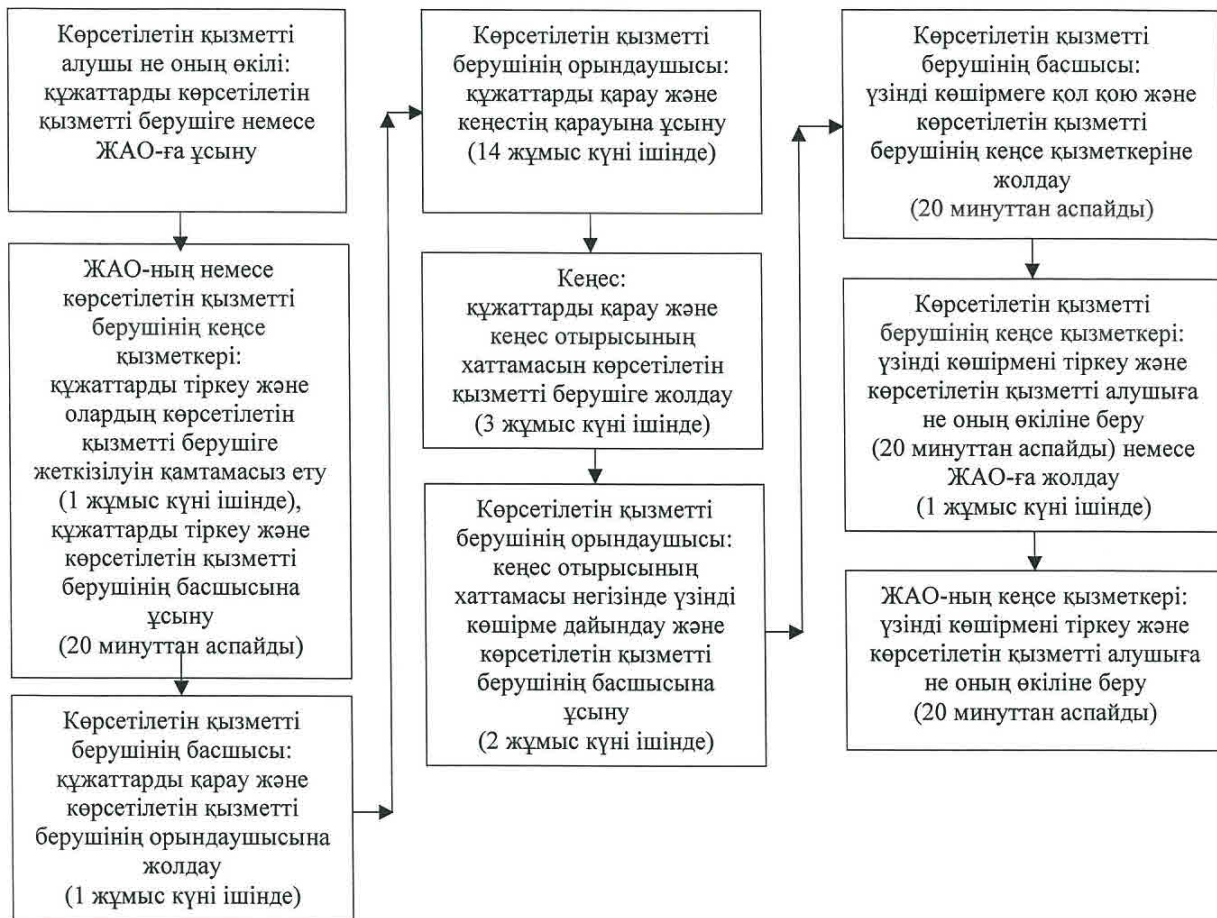 Көрсетілетін қызметті
алушы не оның өкілі:
құжаттарды көрсетілетін
қызметті берушіге немесе
ЖАО-ға ұсыну
ЖАО-ның немесе
көрсетілетін қызметті
берушінің кеңсе
қызметкері:
құжаттарды тіркеу және
олардың көрсетілетін
қызметті берушіге
жеткізілуін қамтамасыз ету
(1 жұмыс күні ішінде),
құжаттарды тіркеу және
көрсетілетін қызметті
берушінің басшысына
ұсыну
(20 минуттан аспайды)
Көрсетілетін қызметті
берушінің басшысы:
құжаттарды қарау және
көрсетілетін қызметті
берушінің орындаушысына
жолдау
(1 жұмыс күні ішінде)
Көрсетілетін қызметті
берушінің орындаушысы:
құжаттарды қарау және
кеңестің қарауына ұсыну
(14 жұмыс күні ішінде)
Кеңес:
құжаттарды қарау және
кеңес отырысының
хаттамасын көрсетілетін
қызметті берушіге жолдау
(3 жұмыс күні ішінде)
Көрсетілетін қызметті
берушінің орындаушысы:
кеңес отырысының
хаттамасы негізінде үзінді
көшірме дайындау және
көрсетілетін қызметті
берушінің басшысына
ұсыну
(2 жұмыс күні ішінде)
Көрсетілетін қызметті
берушінің басшысы:
үзінді көшірмеге қол қою және
көрсетілетін қызметті
берушінің кеңсе қызметкеріне
жолдау
(20 минуттан аспайды)
Көрсетілетін қызметті
берушінің кеңсе қызметкері:
үзінді көшірмені тіркеу және
көрсетілетін қызметті алушыға
не оның өкіліне беру
(20 минуттан аспайды) немесе
ЖАО-ға жолдау
(1 жұмыс күні ішінде)
ЖАО-ның кеңсе қызметкері:
үзінді көшірмені тіркеу және
көрсетілетін қызметті алушыға
не оның өкіліне беру
(20 минуттан аспайды)